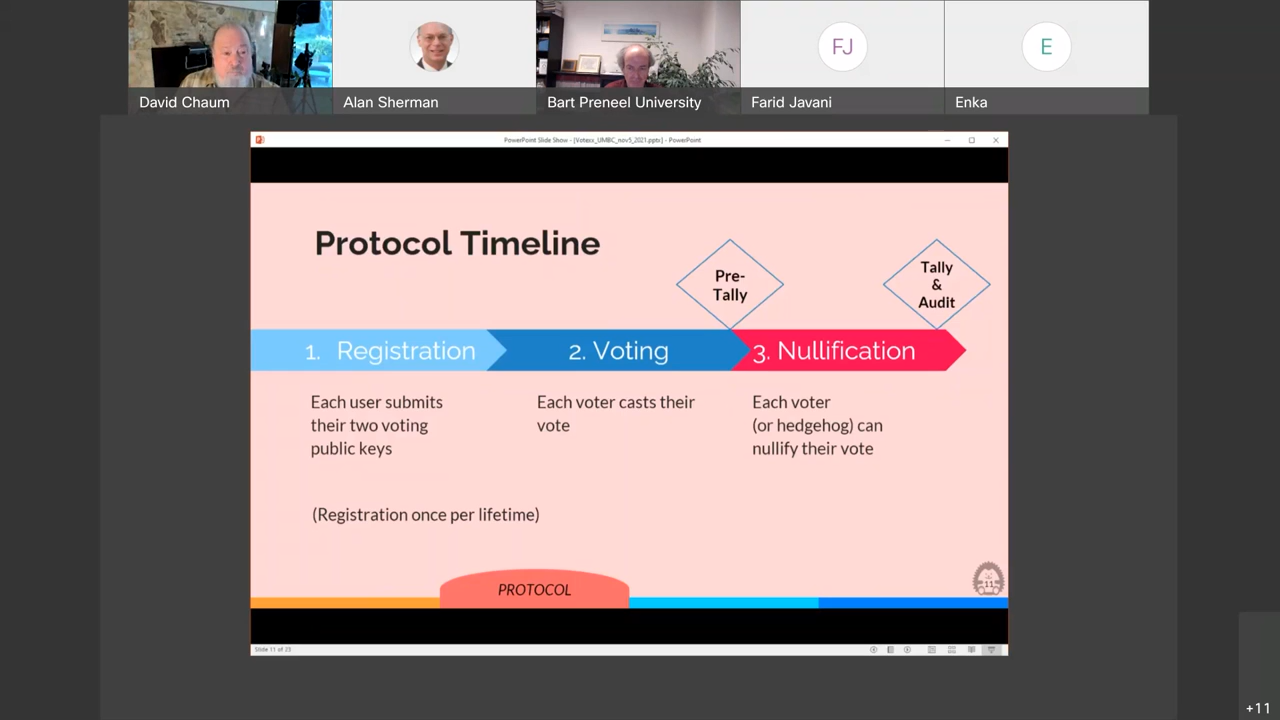 David Chaum
Alan Sherman
Bart Preneel University
FJ
Farid Javani
E
Enka
PowerPoint Slide Show - [Votexx_UMBC_nov5_2021.pptx] - PowerPoint
Protocol Timeline
Pre-
Tally
Tally
&
Audit
1. Registration
2. Voting
3. Nullification
Each user submits
their two voting
public keys
Each voter casts their
vote
Each voter
(or hedgehog) can
nullify their vote
(Registration once per lifetime)
PROTOCOL
11
Slide 11 of 23
+11